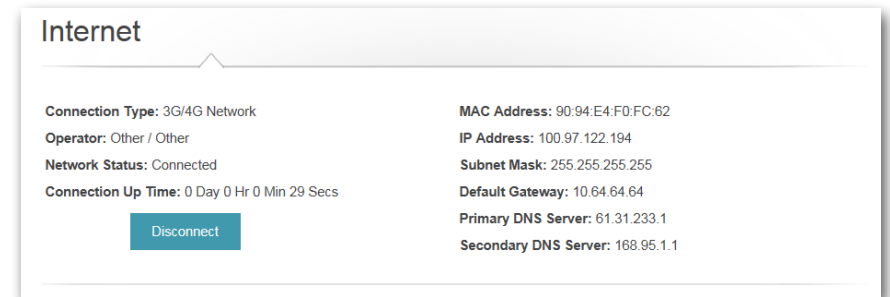 Internet
Connection Type: 3G/4G Network
Operator: Other / Other
Network Status: Connected
Connection Up Time: 0 Day 0 Hr 0 Min 29 Secs
Disconnect
MAC Address: 90:94:E4:F0:FC:62
IP Address: 100.97.122.194
Subnet Mask: 255.255.255.255
Default Gateway: 10.64.64.64
Primary DNS Server: 61.31.233.1
Secondary DNS Server: 168.95.1.1